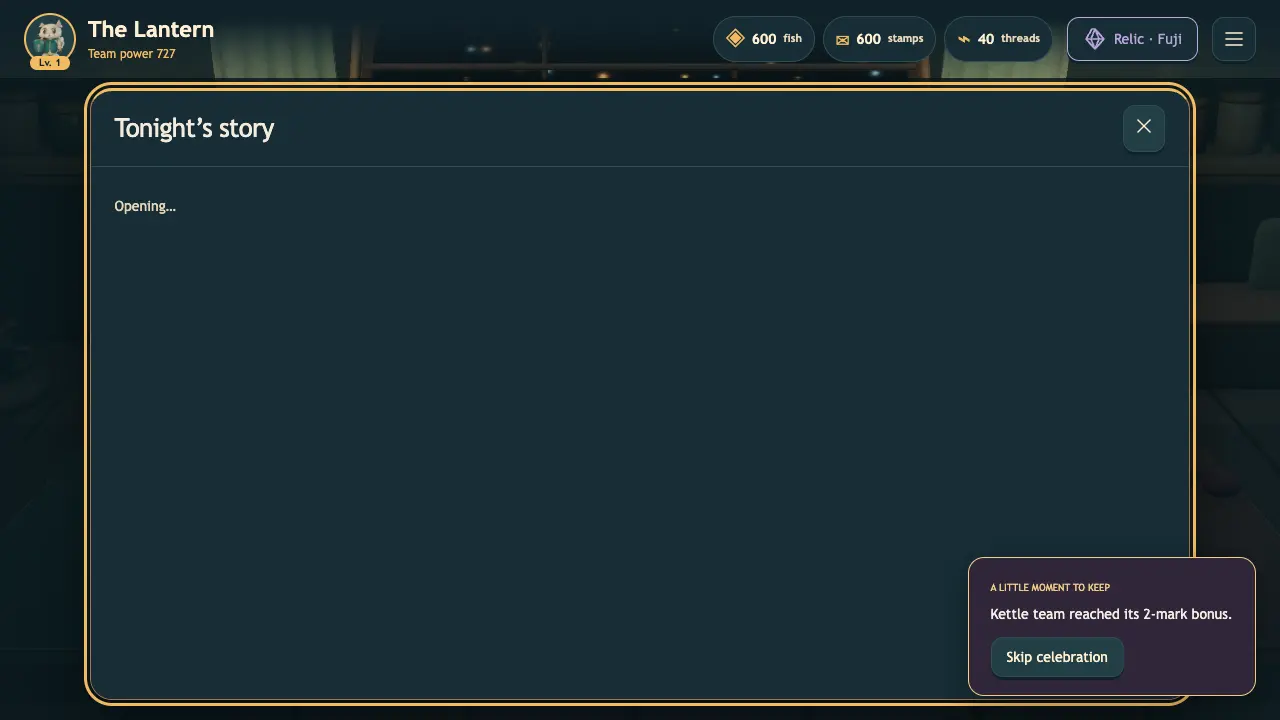 The Lantern
Team power 727
Lv. 1
600 fish
600 stamps
40 threads
Relic · Fuji
Tonight’s story
Opening…
A LITTLE MOMENT TO KEEP
Kettle team reached its 2-mark bonus.
Skip celebration